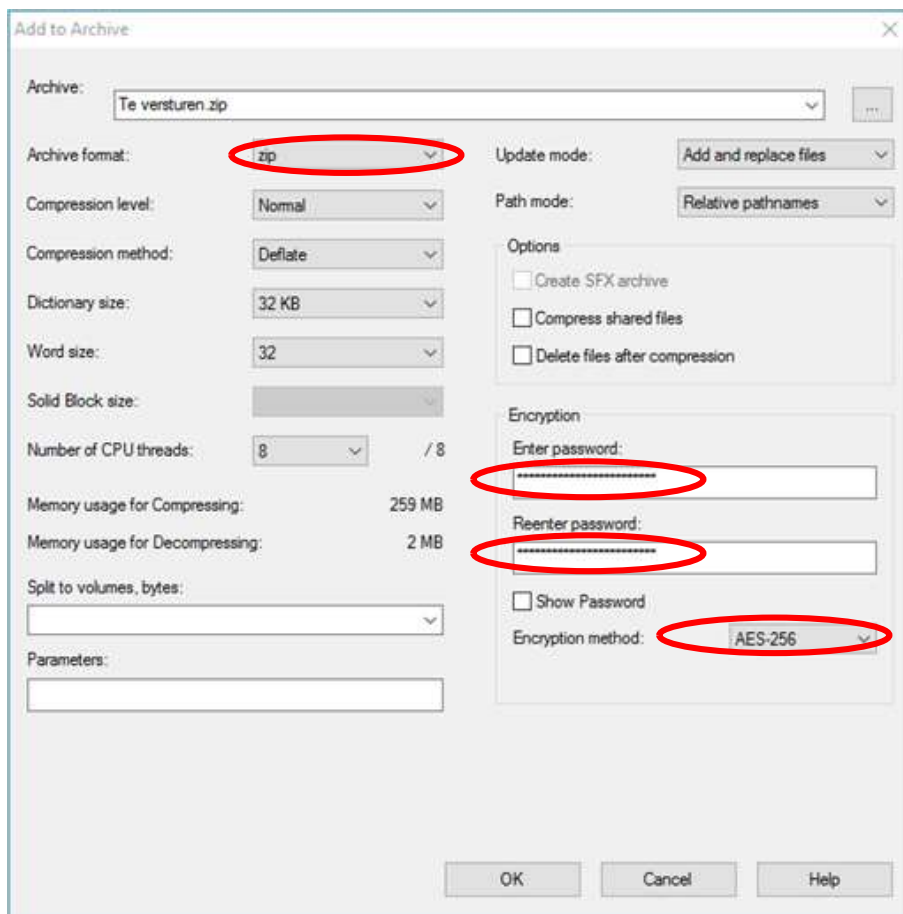 Add to Archive
Archive:
Te versturen.zip
...
Archive format:
zip
Update mode:
Add and replace files
Compression level:
Normal
Path mode:
Relative pathnames
Compression method:
Deflate
Options
Create SFX archive
Dictionary size:
32 KB
Compress shared files
Word size:
32
Delete files after compression
Solid Block size:
Encryption
Number of CPU threads:
8
/ 8
Enter password:
Memory usage for Compressing:
259 MB
Reenter password:
Memory usage for Decompressing:
2 MB
Split to volumes, bytes:
Show Password
Encryption method:
AES-256
Parameters:
OK
Cancel
Help